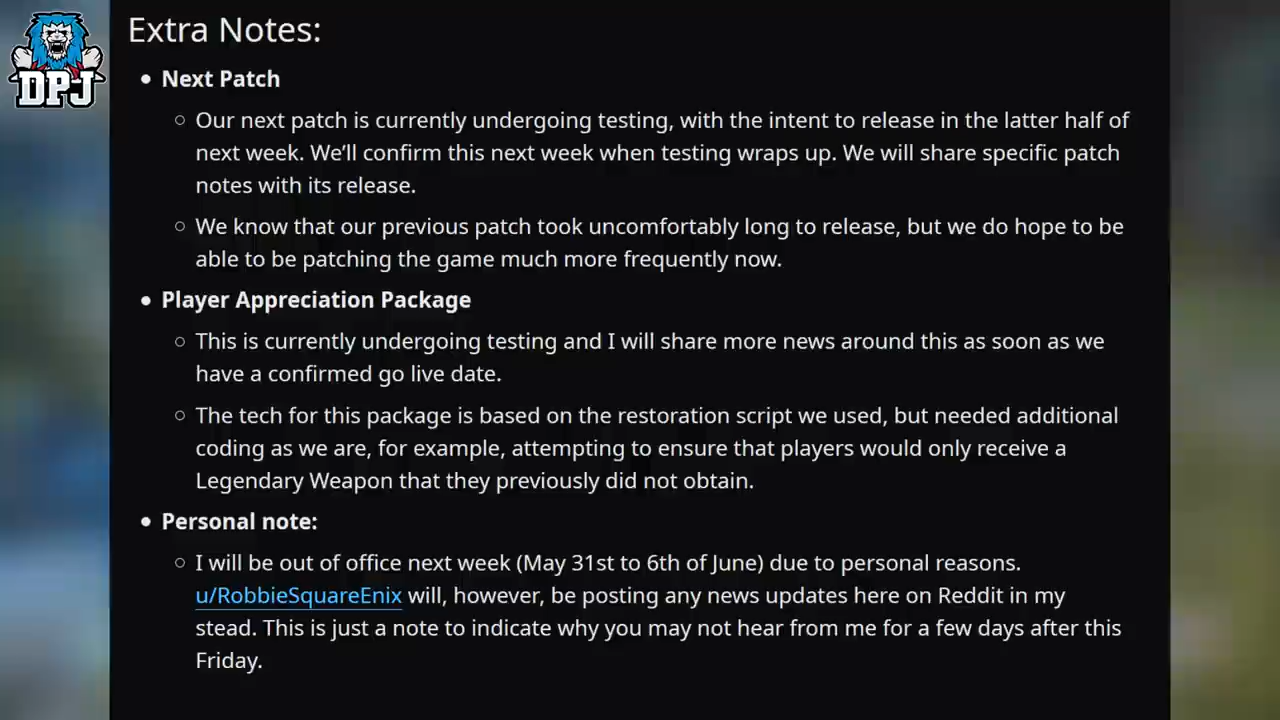 DPJ
Extra Notes:
• Next Patch
○ Our next patch is currently undergoing testing, with the intent to release in the latter half of
next week. We’ll confirm this next week when testing wraps up. We will share specific patch
notes with its release.
○ We know that our previous patch took uncomfortably long to release, but we do hope to be
able to be patching the game much more frequently now.
• Player Appreciation Package
○ This is currently undergoing testing and I will share more news around this as soon as we
have a confirmed go live date.
○ The tech for this package is based on the restoration script we used, but needed additional
coding as we are, for example, attempting to ensure that players would only receive a
Legendary Weapon that they previously did not obtain.
• Personal note:
○ I will be out of office next week (May 31st to 6th of June) due to personal reasons.
u/RobbieSquareEnix will, however, be posting any news updates here on Reddit in my
stead. This is just a note to indicate why you may not hear from me for a few days after this
Friday.